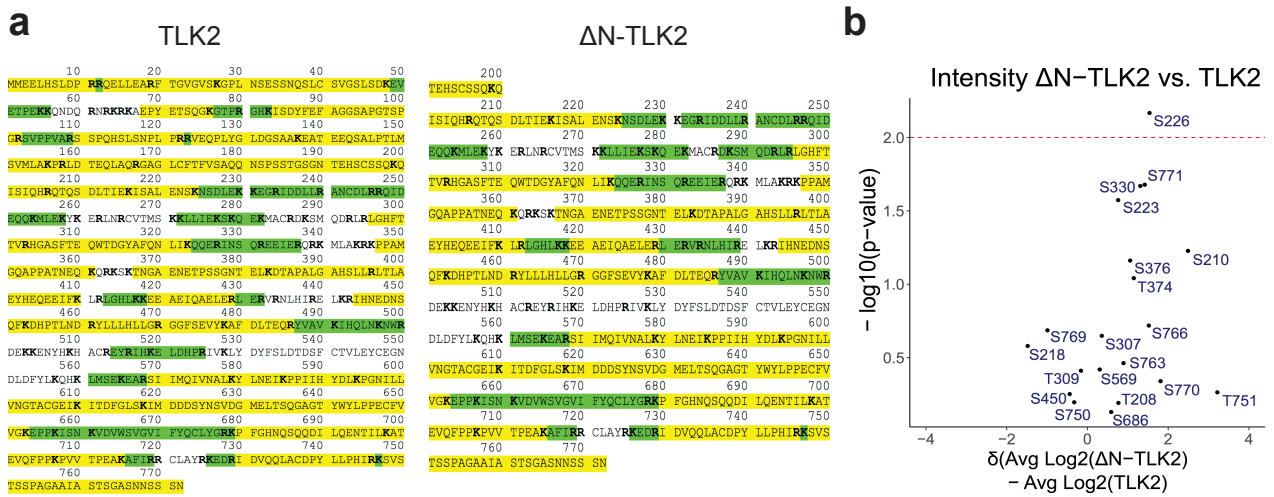 a
TLK2
10 20 30 40 50
MMEELHSLDP RRQELLEARF TGVGVSKGPL NSESSNQSLC SVGSLSDKEV
60 70 80 90 100
ETPEKKQNDQ RNRKRKAEPY ETSQGKGTPR GHKISDYFEF AGGSAPGTSP
110 120 130 140 150
GRSVPPVARS SPQHSLSNPL PRRVEQPLYG LDGSAAKEAT EEQSALPTLM
160 170 180 190 200
SVMLAKPRLD TEQLAQRGAG LCFTFVSAQQ NSPSSTGSGN TEHSCSSQKQ
210 220 230 240 250
ISIQHRQTQS DLTIEKISAL ENSKNSDLEK KEGRIDDLLR ANCDLRRQID
260 270 280 290 300
EQQKMLEKYK ERLNRCVTMS KKLLIEKSKQ EKMACRDKSM QDRLRLGHFT
310 320 330 340 350
TVRHGASFTE QWTDGYAFQN LIKQQERINS QREEIERQRK MLAKRKPPAM
360 370 380 390 400
GQAPPATNEQ KQRKSKTNGA ENETPSSGNT ELKDTAPALG AHSLLRLTLA
410 420 430 440 450
EYHEQEEIFK LRLGHLKKEE AEIQAELERL ERVRNLHIRE LKRIHNEDNS
460 470 480 490 500
QFKDHPTLND RYLLLHLLGR GGFSEVYKAF DLTEQRYVAV KIHQLNKNWR
510 520 530 540 550
DEKKENYHKH ACREYRIHKE LDHPRIVKLY DYFSLDTDSF CTVLEYCEGN
560 570 580 590 600
DLDFYLKQHK LMSEKEARSI IMQIVNALKY LNEIKPPIIH YDLKPGNILL
610 620 630 640 650
VNGTACGEIK ITDFGLSKIM DDDSYNSVDG MELTSQGAGT YWYLPPECFV
660 670 680 690 700
VGKEPPKISN KVDVWSVGVI FYQCLYGRKP FGHNQSQQDI LQENTILKAT
710 720 730 740 750
EVQFPPKPVV TPEAKAFIRR CLAYRKEDRI DVQQLACDPY LLPHIRKSVS
760 770
TSSPAGAAIA STSGASNNSS SN
ΔN-TLK2
200
TEHSCSSQKQ
210 220 230 240 250
ISIQHRQTQS DLTIEKISAL ENSKNSDLEK KEGRIDDLLR ANCDLRRQID
260 270 280 290 300
EQQKMLEKYK ERLNRCVTMS KKLLIEKSKQ EKMACRDKSM QDRLRLGHFT
310 320 330 340 350
TVRHGASFTE QWTDGYAFQN LIKQQERINS QREEIERQRK MLAKRKPPAM
360 370 380 390 400
GQAPPATNEQ KQRKSKTNGA ENETPSSGNT ELKDTAPALG AHSLLRLTLA
410 420 430 440 450
EYHEQEEIFK LRLGHLKKEE AEIQAELERL ERVRNLHIRE LKRIHNEDNS
460 470 480 490 500
QFKDHPTLND RYLLLHLLGR GGFSEVYKAF DLTEQRYVAV KIHQLNKNWR
510 520 530 540 550
DEKKENYHKH ACREYRIHKE LDHPRIVKLY DYFSLDTDSF CTVLEYCEGN
560 570 580 590 600
DLDFYLKQHK LMSEKEARSI IMQIVNALKY LNEIKPPIIH YDLKPGNILL
610 620 630 640 650
VNGTACGEIK ITDFGLSKIM DDDSYNSVDG MELTSQGAGT YWYLPPECFV
660 670 680 690 700
VGKEPPKISN KVDVWSVGVI FYQCLYGRKP FGHNQSQQDI LQENTILKAT
710 720 730 740 750
EVQFPPKPVV TPEAKAFIRR CLAYRKEDRI DVQQLACDPY LLPHIRKSVS
760 770
TSSPAGAAIA STSGASNNSS SN
b
Intensity ΔN−TLK2 vs. TLK2
− log10(p-value)
2.0
1.5
1.0
0.5
S226
S771
S330
S223
S210
S376
T374
S769
S766
S307
S218
S763
T309
S569
S770
S450
T208
T751
S750
S686
−4 −2 0 2 4
δ(Avg Log2(ΔN−TLK2)
− Avg Log2(TLK2)